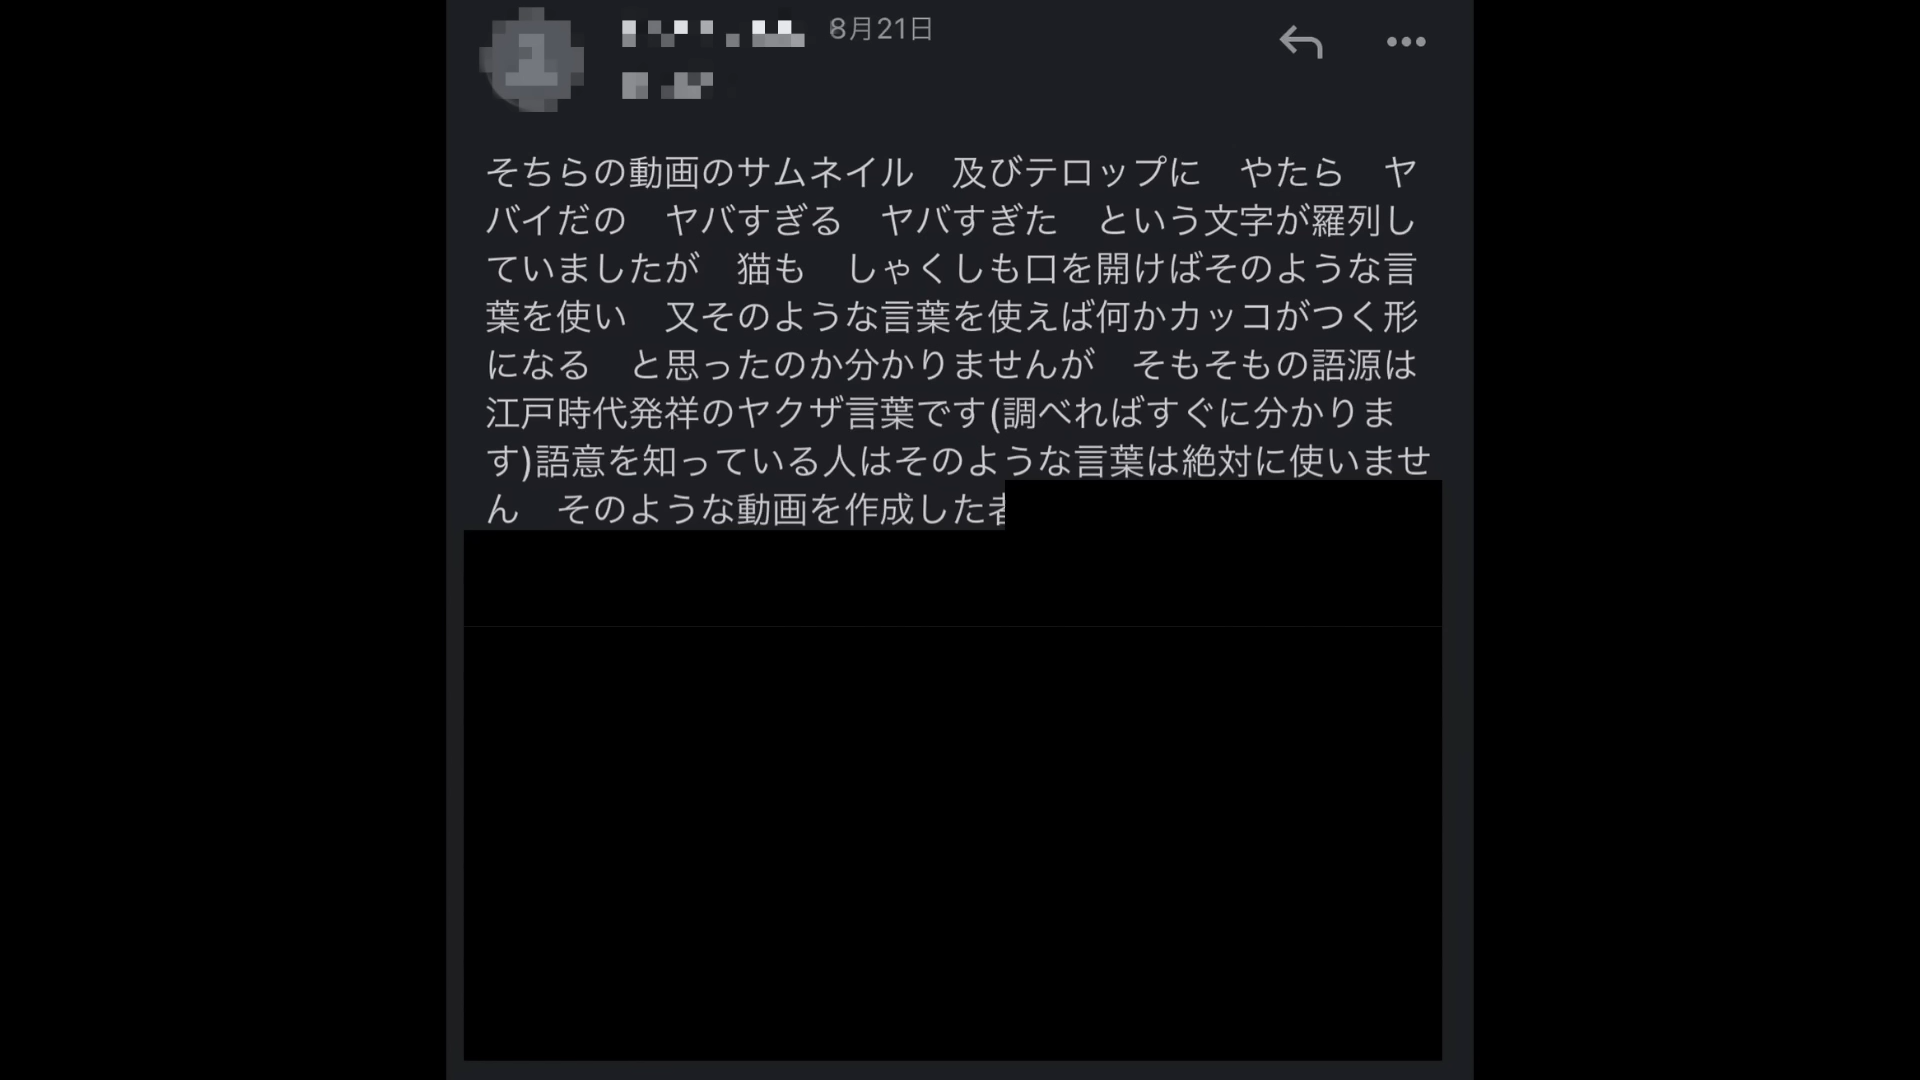 8月21日
そちらの動画のサムネイル　及びテロップに　やたら　ヤ
バイだの　ヤバすぎる　ヤバすぎた　という文字が羅列し
ていましたが　猫も　しゃくしも口を開けばそのような言
葉を使い　又そのような言葉を使えば何かカッコがつく形
になる　と思ったのか分かりませんが　そもそもの語源は
江戸時代発祥のヤクザ言葉です(調べればすぐに分かりま
す)語意を知っている人はそのような言葉は絶対に使いませ
ん　そのような動画を作成した